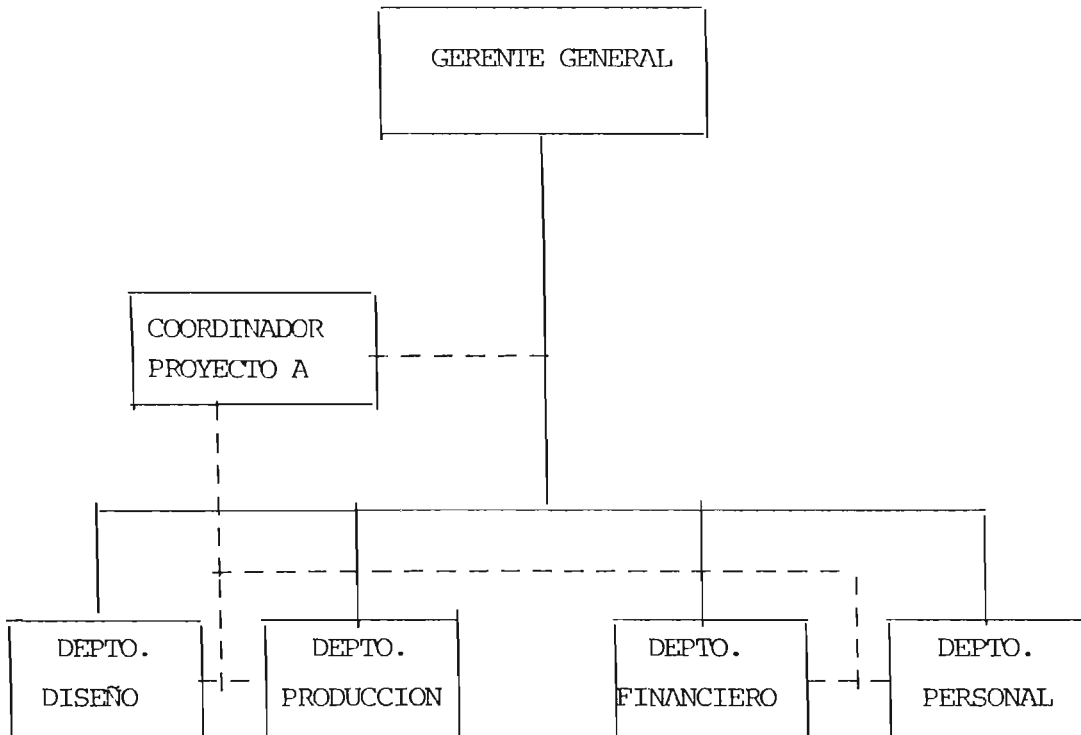 GERENTE GENERAL
COORDINADOR
PROYECTO A
DEPTO.
DISEÑO
DEPTO.
PRODUCCION
DEPTO.
FINANCIERO
DEPTO.
PERSONAL